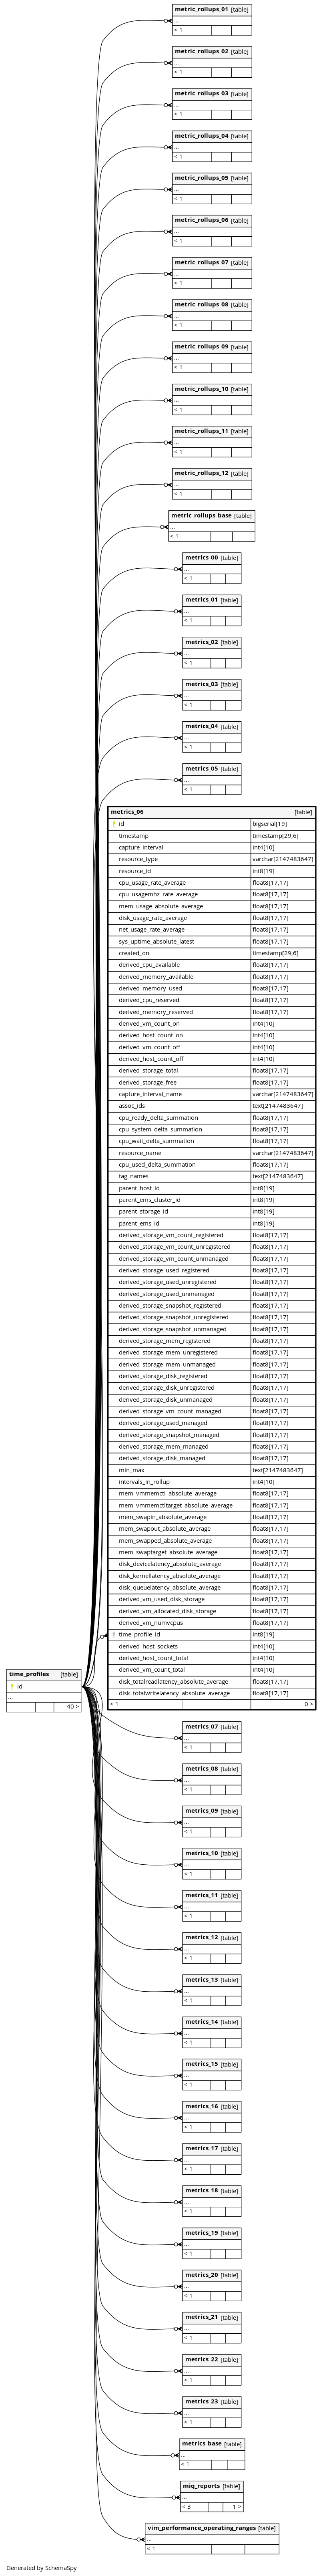 metric_rollups_01 [table]
...
< 1
metric_rollups_02 [table]
...
< 1
metric_rollups_03 [table]
...
< 1
metric_rollups_04 [table]
...
< 1
metric_rollups_05 [table]
...
< 1
metric_rollups_06 [table]
...
< 1
metric_rollups_07 [table]
...
< 1
metric_rollups_08 [table]
...
< 1
metric_rollups_09 [table]
...
< 1
metric_rollups_10 [table]
...
< 1
metric_rollups_11 [table]
...
< 1
metric_rollups_12 [table]
...
< 1
metric_rollups_base [table]
...
< 1
metrics_00 [table]
...
< 1
metrics_01 [table]
...
< 1
metrics_02 [table]
...
< 1
metrics_03 [table]
...
< 1
metrics_04 [table]
...
< 1
metrics_05 [table]
...
< 1
metrics_06 [table]
id bigserial[19]
timestamp timestamp[29,6]
capture_interval int4[10]
resource_type varchar[2147483647]
resource_id int8[19]
cpu_usage_rate_average float8[17,17]
cpu_usagemhz_rate_average float8[17,17]
mem_usage_absolute_average float8[17,17]
disk_usage_rate_average float8[17,17]
net_usage_rate_average float8[17,17]
sys_uptime_absolute_latest float8[17,17]
created_on timestamp[29,6]
derived_cpu_available float8[17,17]
derived_memory_available float8[17,17]
derived_memory_used float8[17,17]
derived_cpu_reserved float8[17,17]
derived_memory_reserved float8[17,17]
derived_vm_count_on int4[10]
derived_host_count_on int4[10]
derived_vm_count_off int4[10]
derived_host_count_off int4[10]
derived_storage_total float8[17,17]
derived_storage_free float8[17,17]
capture_interval_name varchar[2147483647]
assoc_ids text[2147483647]
cpu_ready_delta_summation float8[17,17]
cpu_system_delta_summation float8[17,17]
cpu_wait_delta_summation float8[17,17]
resource_name varchar[2147483647]
cpu_used_delta_summation float8[17,17]
tag_names text[2147483647]
parent_host_id int8[19]
parent_ems_cluster_id int8[19]
parent_storage_id int8[19]
parent_ems_id int8[19]
derived_storage_vm_count_registered float8[17,17]
derived_storage_vm_count_unregistered float8[17,17]
derived_storage_vm_count_unmanaged float8[17,17]
derived_storage_used_registered float8[17,17]
derived_storage_used_unregistered float8[17,17]
derived_storage_used_unmanaged float8[17,17]
derived_storage_snapshot_registered float8[17,17]
derived_storage_snapshot_unregistered float8[17,17]
derived_storage_snapshot_unmanaged float8[17,17]
derived_storage_mem_registered float8[17,17]
derived_storage_mem_unregistered float8[17,17]
derived_storage_mem_unmanaged float8[17,17]
derived_storage_disk_registered float8[17,17]
derived_storage_disk_unregistered float8[17,17]
derived_storage_disk_unmanaged float8[17,17]
derived_storage_vm_count_managed float8[17,17]
derived_storage_used_managed float8[17,17]
derived_storage_snapshot_managed float8[17,17]
derived_storage_mem_managed float8[17,17]
derived_storage_disk_managed float8[17,17]
min_max text[2147483647]
intervals_in_rollup int4[10]
mem_vmmemctl_absolute_average float8[17,17]
mem_vmmemctltarget_absolute_average float8[17,17]
mem_swapin_absolute_average float8[17,17]
mem_swapout_absolute_average float8[17,17]
mem_swapped_absolute_average float8[17,17]
mem_swaptarget_absolute_average float8[17,17]
disk_devicelatency_absolute_average float8[17,17]
disk_kernellatency_absolute_average float8[17,17]
disk_queuelatency_absolute_average float8[17,17]
derived_vm_used_disk_storage float8[17,17]
derived_vm_allocated_disk_storage float8[17,17]
derived_vm_numvcpus float8[17,17]
time_profile_id int8[19]
derived_host_sockets int4[10]
derived_host_count_total int4[10]
derived_vm_count_total int4[10]
disk_totalreadlatency_absolute_average float8[17,17]
disk_totalwritelatency_absolute_average float8[17,17]
< 1 0 >
time_profiles [table]
id
...
40 >
metrics_07 [table]
...
< 1
metrics_08 [table]
...
< 1
metrics_09 [table]
...
< 1
metrics_10 [table]
...
< 1
metrics_11 [table]
...
< 1
metrics_12 [table]
...
< 1
metrics_13 [table]
...
< 1
metrics_14 [table]
...
< 1
metrics_15 [table]
...
< 1
metrics_16 [table]
...
< 1
metrics_17 [table]
...
< 1
metrics_18 [table]
...
< 1
metrics_19 [table]
...
< 1
metrics_20 [table]
...
< 1
metrics_21 [table]
...
< 1
metrics_22 [table]
...
< 1
metrics_23 [table]
...
< 1
metrics_base [table]
...
< 1
miq_reports [table]
...
< 3 1 >
vim_performance_operating_ranges [table]
...
< 1
Generated by SchemaSpy